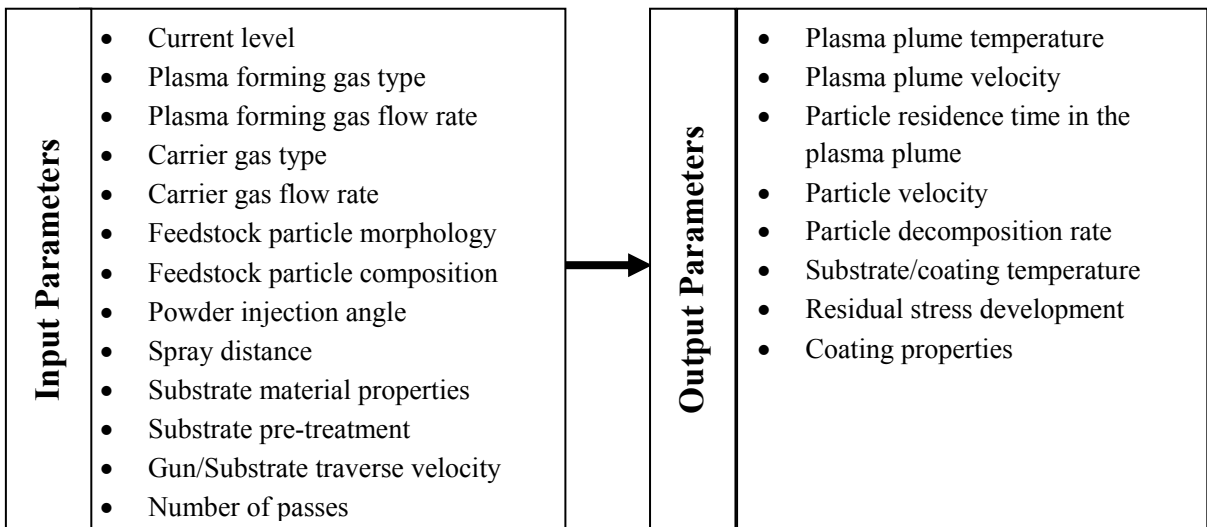 Input Parameters
• Current level
• Plasma forming gas type
• Plasma forming gas flow rate
• Carrier gas type
• Carrier gas flow rate
• Feedstock particle morphology
• Feedstock particle composition
• Powder injection angle
• Spray distance
• Substrate material properties
• Substrate pre-treatment
• Gun/Substrate traverse velocity
• Number of passes
Output Parameters
• Plasma plume temperature
• Plasma plume velocity
• Particle residence time in the
plasma plume
• Particle velocity
• Particle decomposition rate
• Substrate/coating temperature
• Residual stress development
• Coating properties